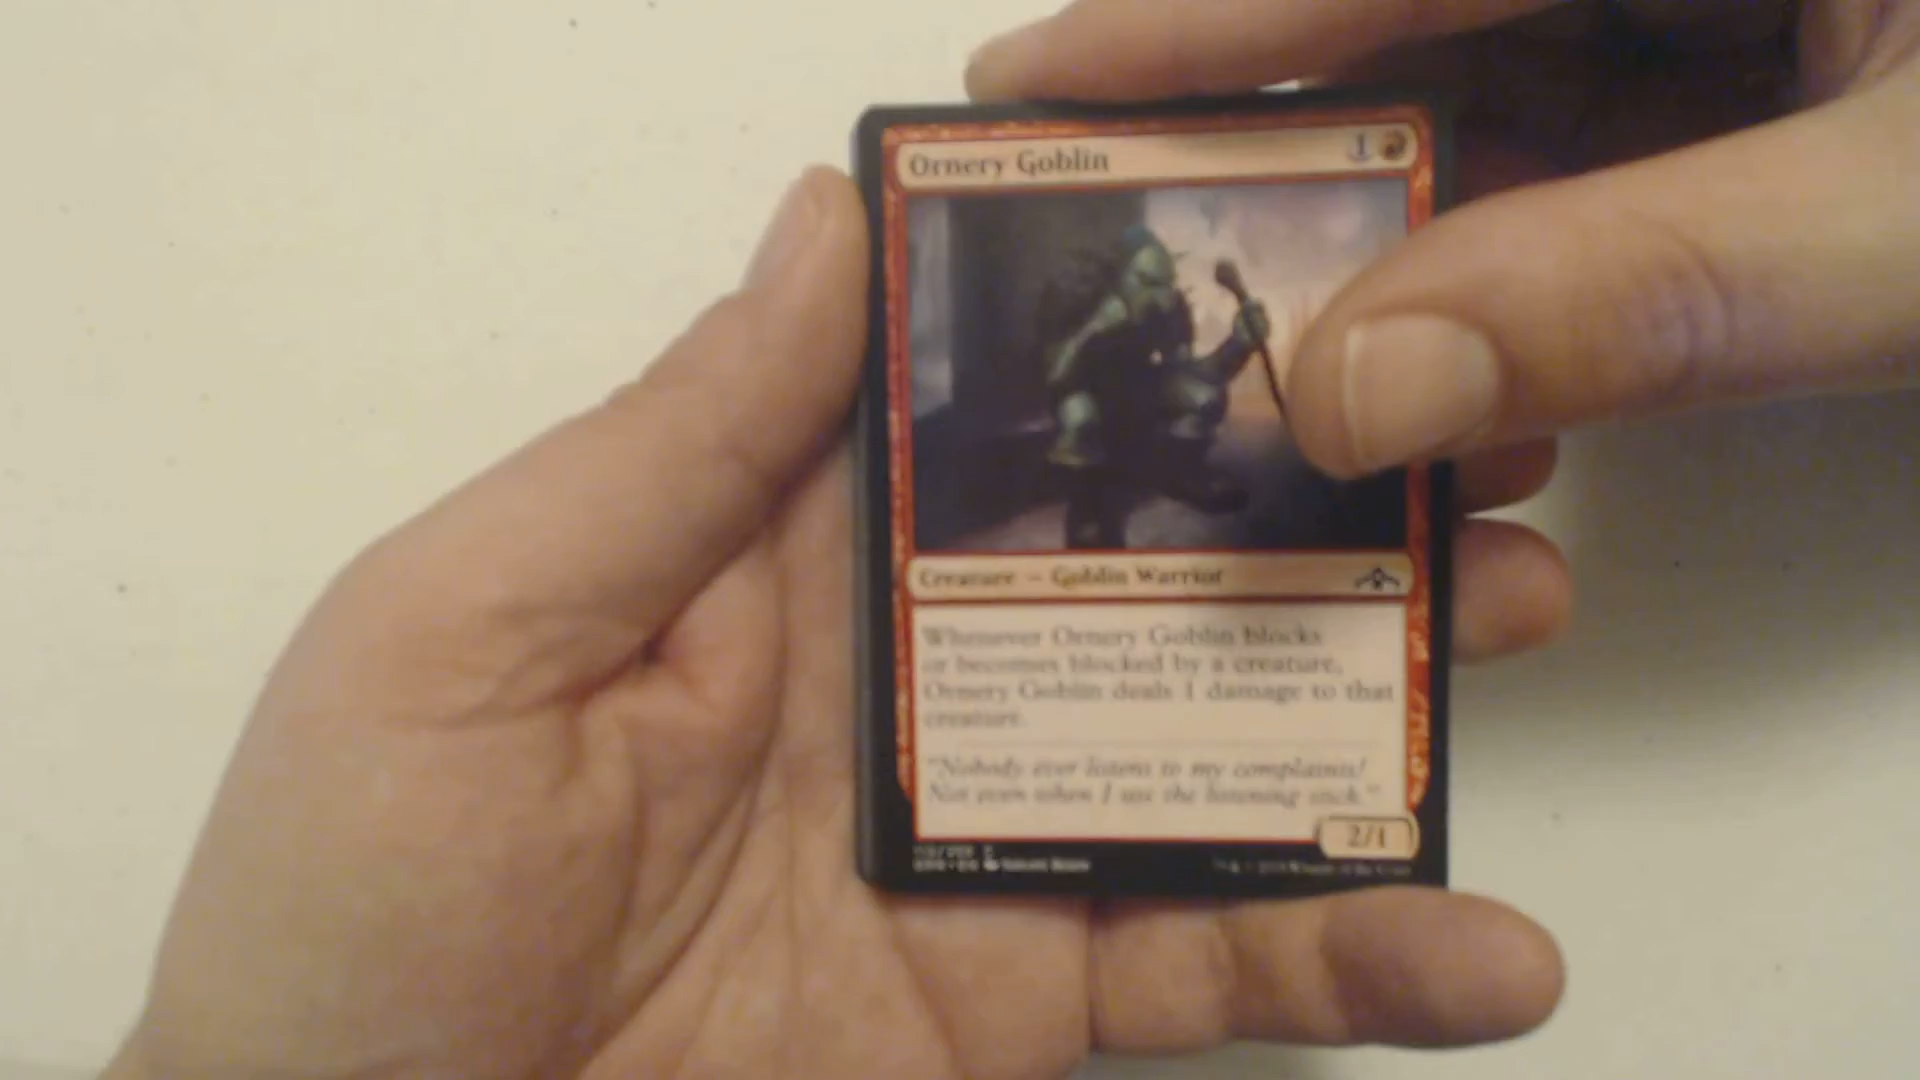 Ornery Goblin 1
Creature — Goblin Warrior
Whenever Ornery Goblin blocks
or becomes blocked by a creature,
Ornery Goblin deals 1 damage to that
creature.
"Nobody ever listens to my complaints!
Not even when I use the listening stick."
2/1